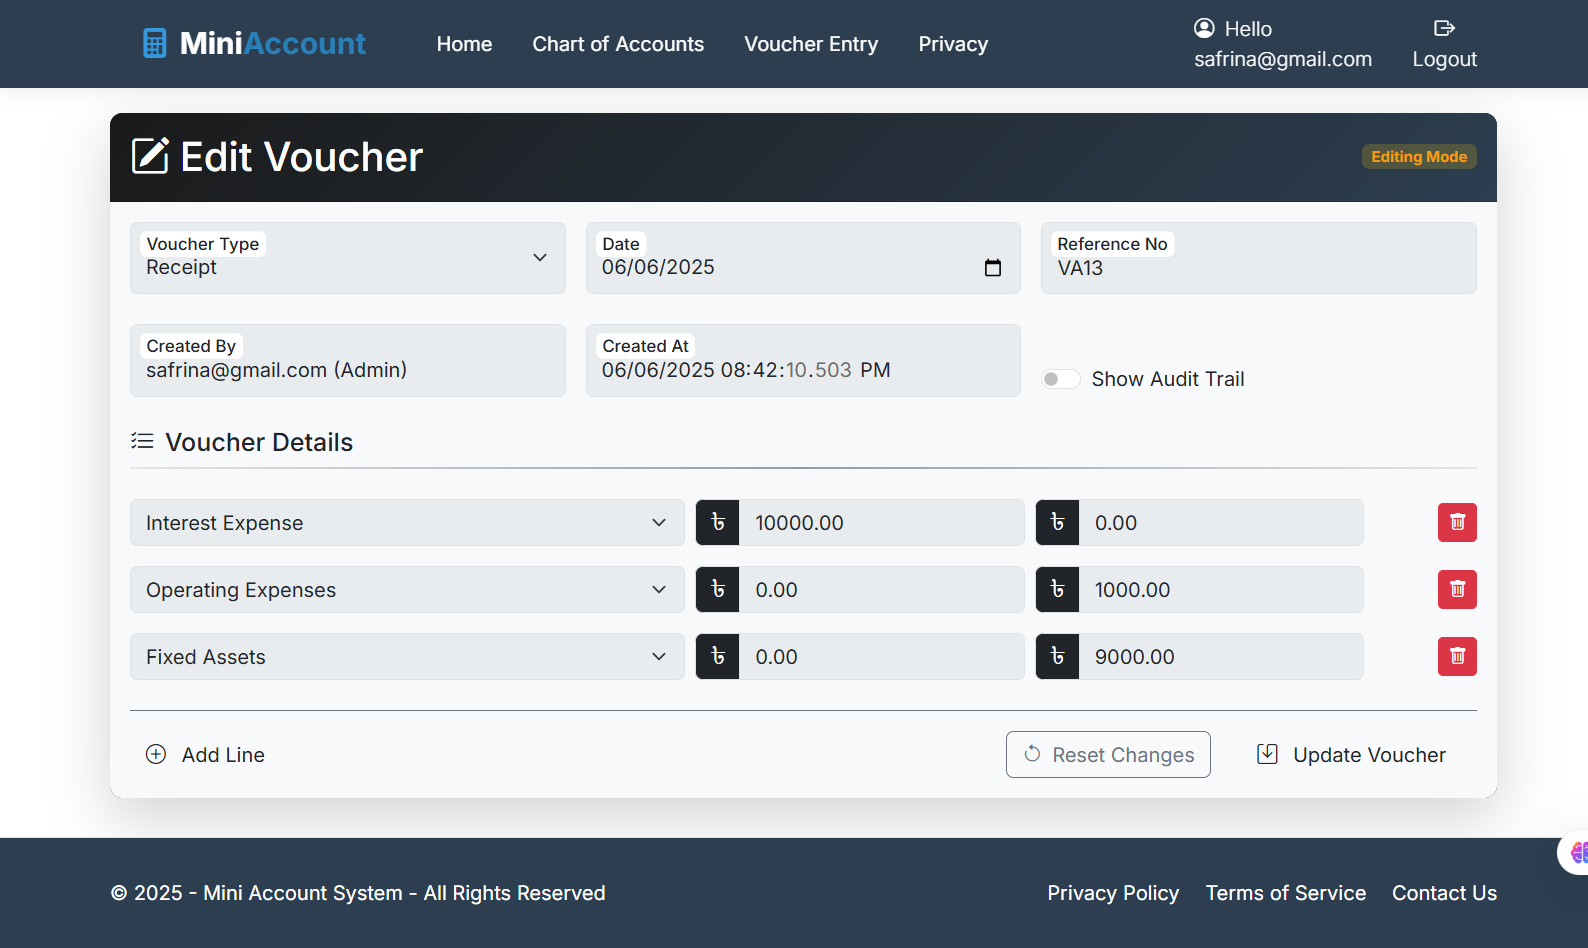 MiniAccount
Home
Chart of Accounts
Voucher Entry
Privacy
Hello
safrina@gmail.com
Logout
Edit Voucher
Editing Mode
Voucher Type
Receipt
Date
06/06/2025
Reference No
VA13
Created By
safrina@gmail.com (Admin)
Created At
06/06/2025 08:42:10.503 PM
Show Audit Trail
Voucher Details
Interest Expense
৳ 10000.00
৳ 0.00
Operating Expenses
৳ 0.00
৳ 1000.00
Fixed Assets
৳ 0.00
৳ 9000.00
Add Line
Reset Changes
Update Voucher
© 2025 - Mini Account System - All Rights Reserved
Privacy Policy
Terms of Service
Contact Us